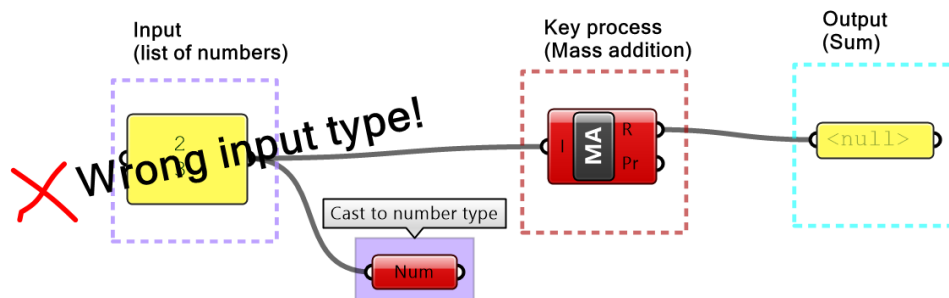 Input
(list of numbers)
Key process
(Mass addition)
Output
(Sum)
2
3
Wrong input type!
I
MA
R
Pr
<null>
Cast to number type
Num